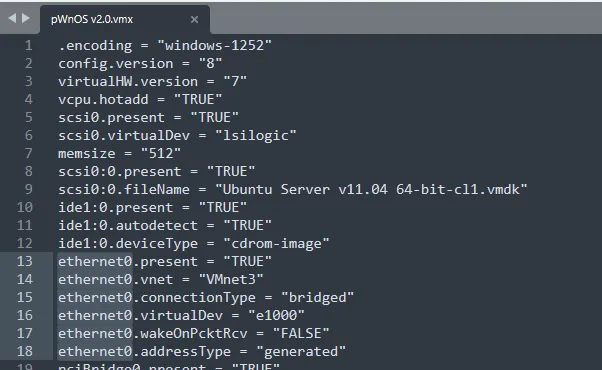 pWnOS v2.0.vmx
1 .encoding = "windows-1252"
2 config.version = "8"
3 virtualHW.version = "7"
4 vcpu.hotadd = "TRUE"
5 scsi0.present = "TRUE"
6 scsi0.virtualDev = "lsilogic"
7 memsize = "512"
8 scsi0:0.present = "TRUE"
9 scsi0:0.fileName = "Ubuntu Server v11.04 64-bit-cl1.vmdk"
10 ide1:0.present = "TRUE"
11 ide1:0.autodetect = "TRUE"
12 ide1:0.deviceType = "cdrom-image"
13 ethernet0.present = "TRUE"
14 ethernet0.vnet = "VMnet3"
15 ethernet0.connectionType = "bridged"
16 ethernet0.virtualDev = "e1000"
17 ethernet0.wakeOnPcktRcv = "FALSE"
18 ethernet0.addressType = "generated"
19 pciBridge0.present = "TRUE"